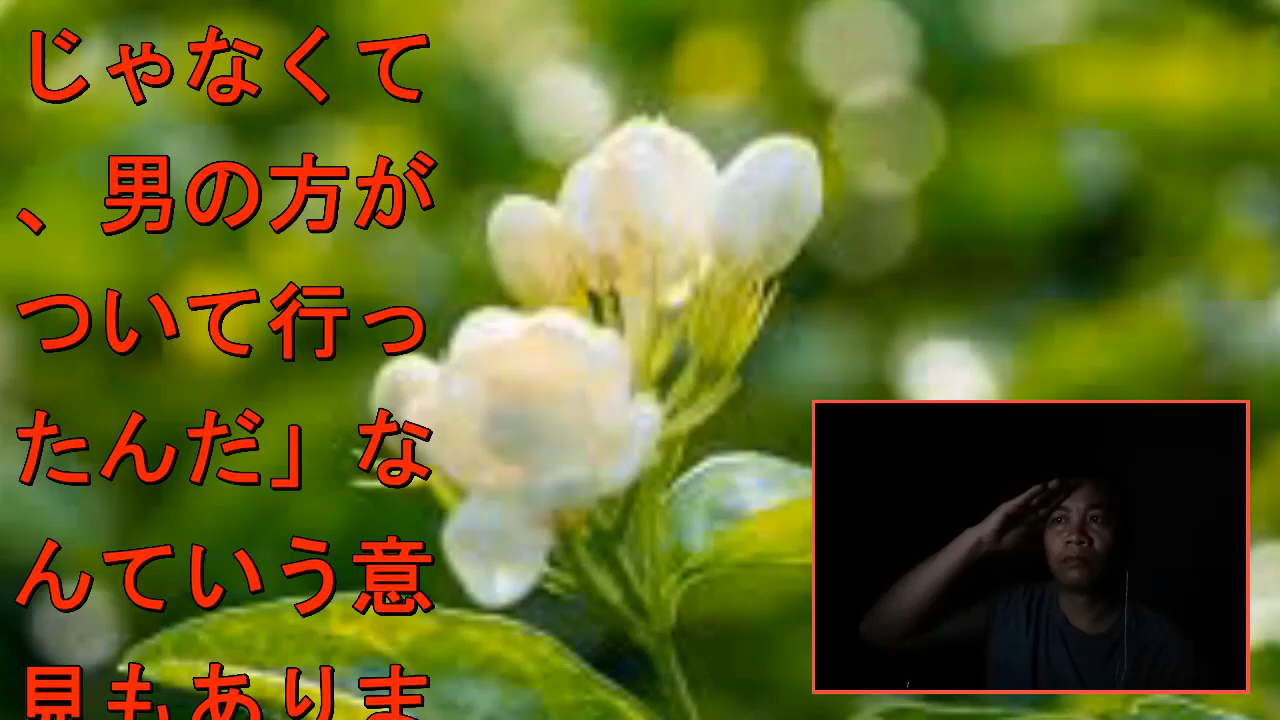 じゃなくて
、男の方が
ついて行っ
たんだ」な
んていう意
見もありま